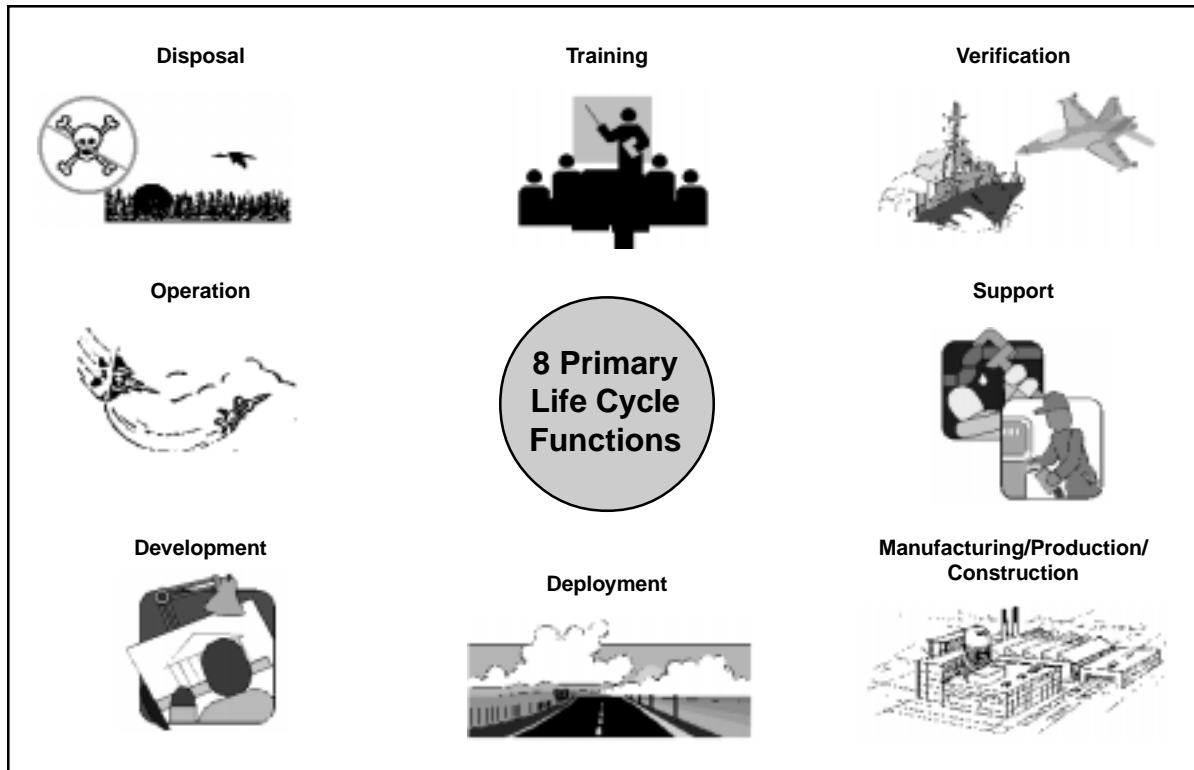 Disposal
Training
Verification
Operation
8 Primary
Life Cycle
Functions
Support
Development
Deployment
Manufacturing/Production/
Construction